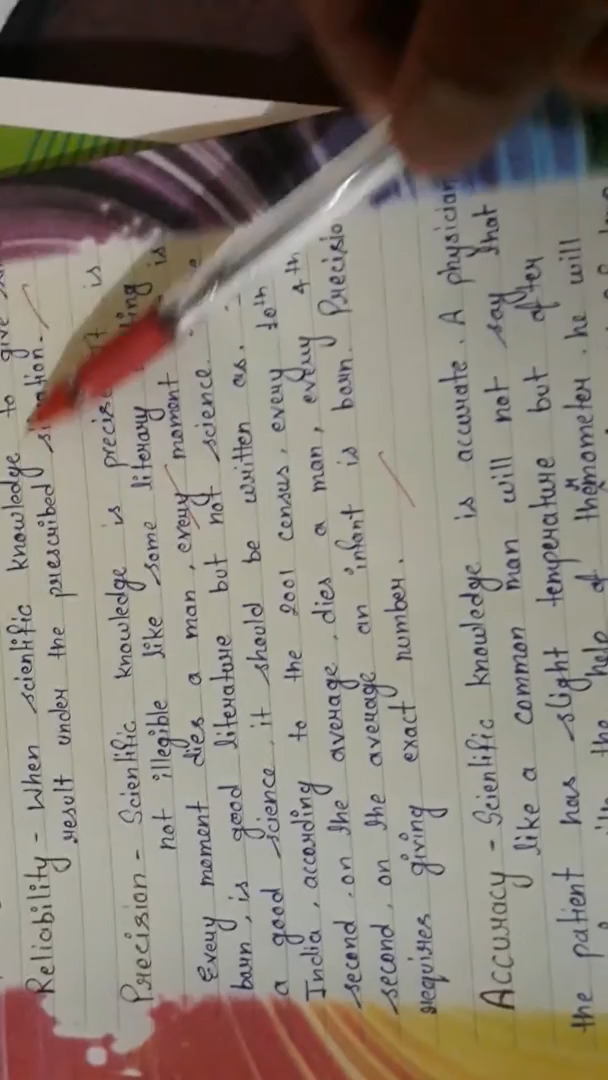 Reliability - When scientific knowledge to give
result under the prescribed
Precision - Scientific knowledge is precise. It is
not illegible like some literary is
Every moment dies a man, every moment
born, is good literature but not science.
a good science, it should be written as.
India, according to the 2001 census, every 10th
second, on the average, dies a man, every 4th
second, on the average an infant is born. Precisio
requires giving exact number.
Accuracy - Scientific knowledge is accurate. A physician
like a common man will not say that
the patient has slight temperature but after
the help of thermometer, he will